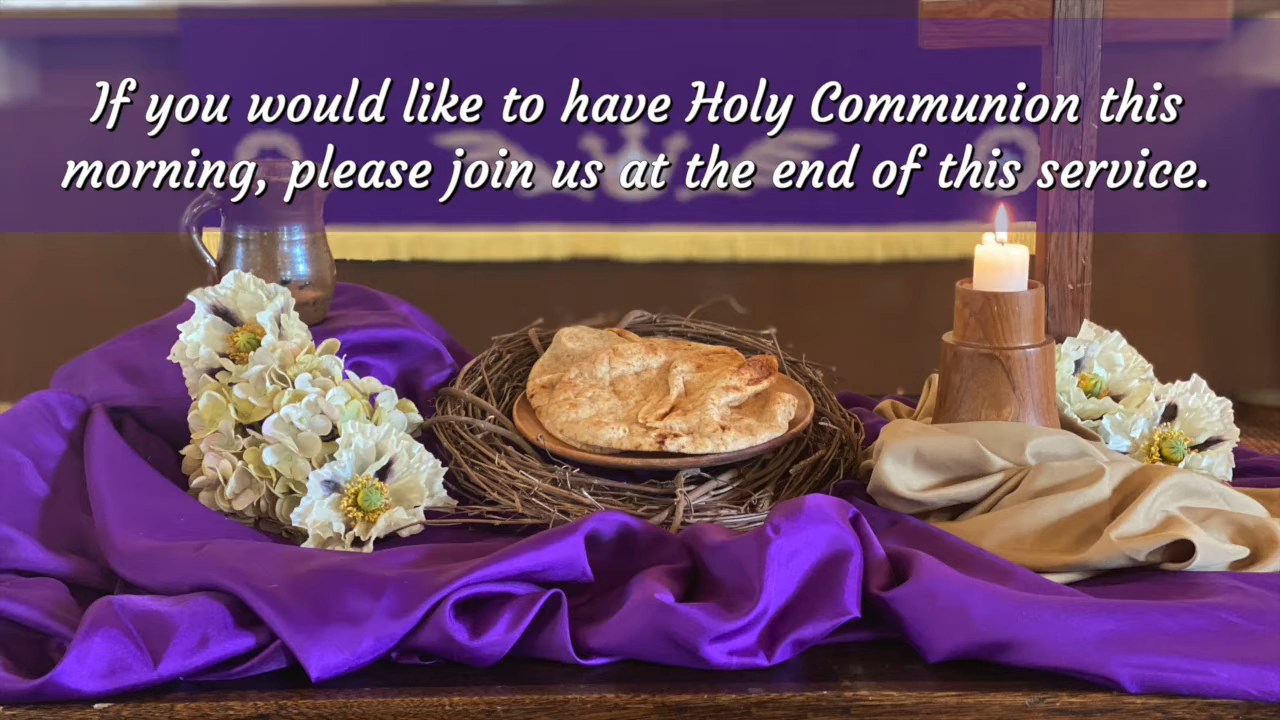 If you would like to have Holy Communion this
morning, please join us at the end of this service.